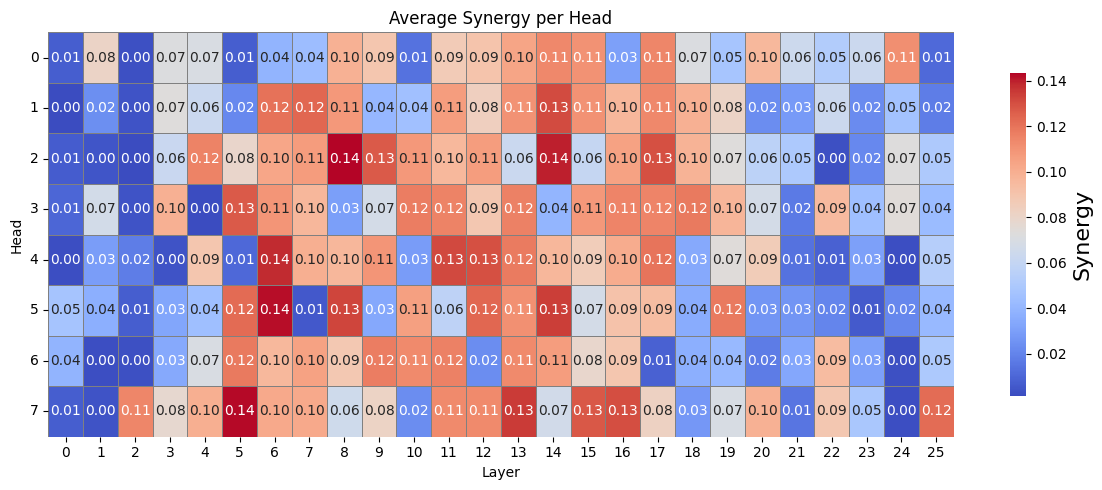 Average Synergy per Head
0 0.01 0.08 0.00 0.07 0.07 0.01 0.04 0.04 0.10 0.09 0.01 0.09 0.09 0.10 0.11 0.11 0.03 0.11 0.07 0.05 0.10 0.06 0.05 0.06 0.11 0.01
1 0.00 0.02 0.00 0.07 0.06 0.02 0.12 0.12 0.11 0.04 0.04 0.11 0.08 0.11 0.13 0.11 0.10 0.11 0.10 0.08 0.02 0.03 0.06 0.02 0.05 0.02
2 0.01 0.00 0.00 0.06 0.12 0.08 0.10 0.11 0.14 0.13 0.11 0.10 0.11 0.06 0.14 0.06 0.10 0.13 0.10 0.07 0.06 0.05 0.00 0.02 0.07 0.05
3 0.01 0.07 0.00 0.10 0.00 0.13 0.11 0.10 0.03 0.07 0.12 0.12 0.09 0.12 0.04 0.11 0.11 0.12 0.12 0.10 0.07 0.02 0.09 0.04 0.07 0.04
4 0.00 0.03 0.02 0.00 0.09 0.01 0.14 0.10 0.10 0.11 0.03 0.13 0.13 0.12 0.10 0.09 0.10 0.12 0.03 0.07 0.09 0.01 0.01 0.03 0.00 0.05
5 0.05 0.04 0.01 0.03 0.04 0.12 0.14 0.01 0.13 0.03 0.11 0.06 0.12 0.11 0.13 0.07 0.09 0.09 0.04 0.12 0.03 0.03 0.02 0.01 0.02 0.04
6 0.04 0.00 0.00 0.03 0.07 0.12 0.10 0.10 0.09 0.12 0.11 0.12 0.02 0.11 0.11 0.08 0.09 0.01 0.04 0.04 0.02 0.03 0.09 0.03 0.00 0.05
7 0.01 0.00 0.11 0.08 0.10 0.14 0.10 0.10 0.06 0.08 0.02 0.11 0.11 0.13 0.07 0.13 0.13 0.08 0.03 0.07 0.10 0.01 0.09 0.05 0.00 0.12
0 1 2 3 4 5 6 7 8 9 10 11 12 13 14 15 16 17 18 19 20 21 22 23 24 25
Layer
Head
0.14
0.12
0.10
0.08
0.06
0.04
0.02
Synergy